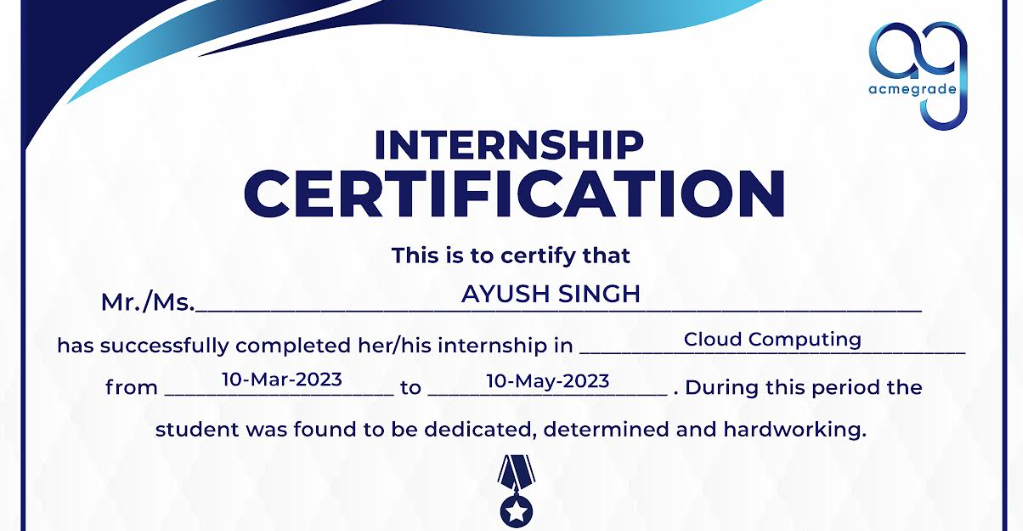 acmegrade
INTERNSHIP
CERTIFICATION
This is to certify that
Mr./Ms. AYUSH SINGH
has successfully completed her/his internship in Cloud Computing
from 10-Mar-2023 to 10-May-2023 . During this period the
student was found to be dedicated, determined and hardworking.